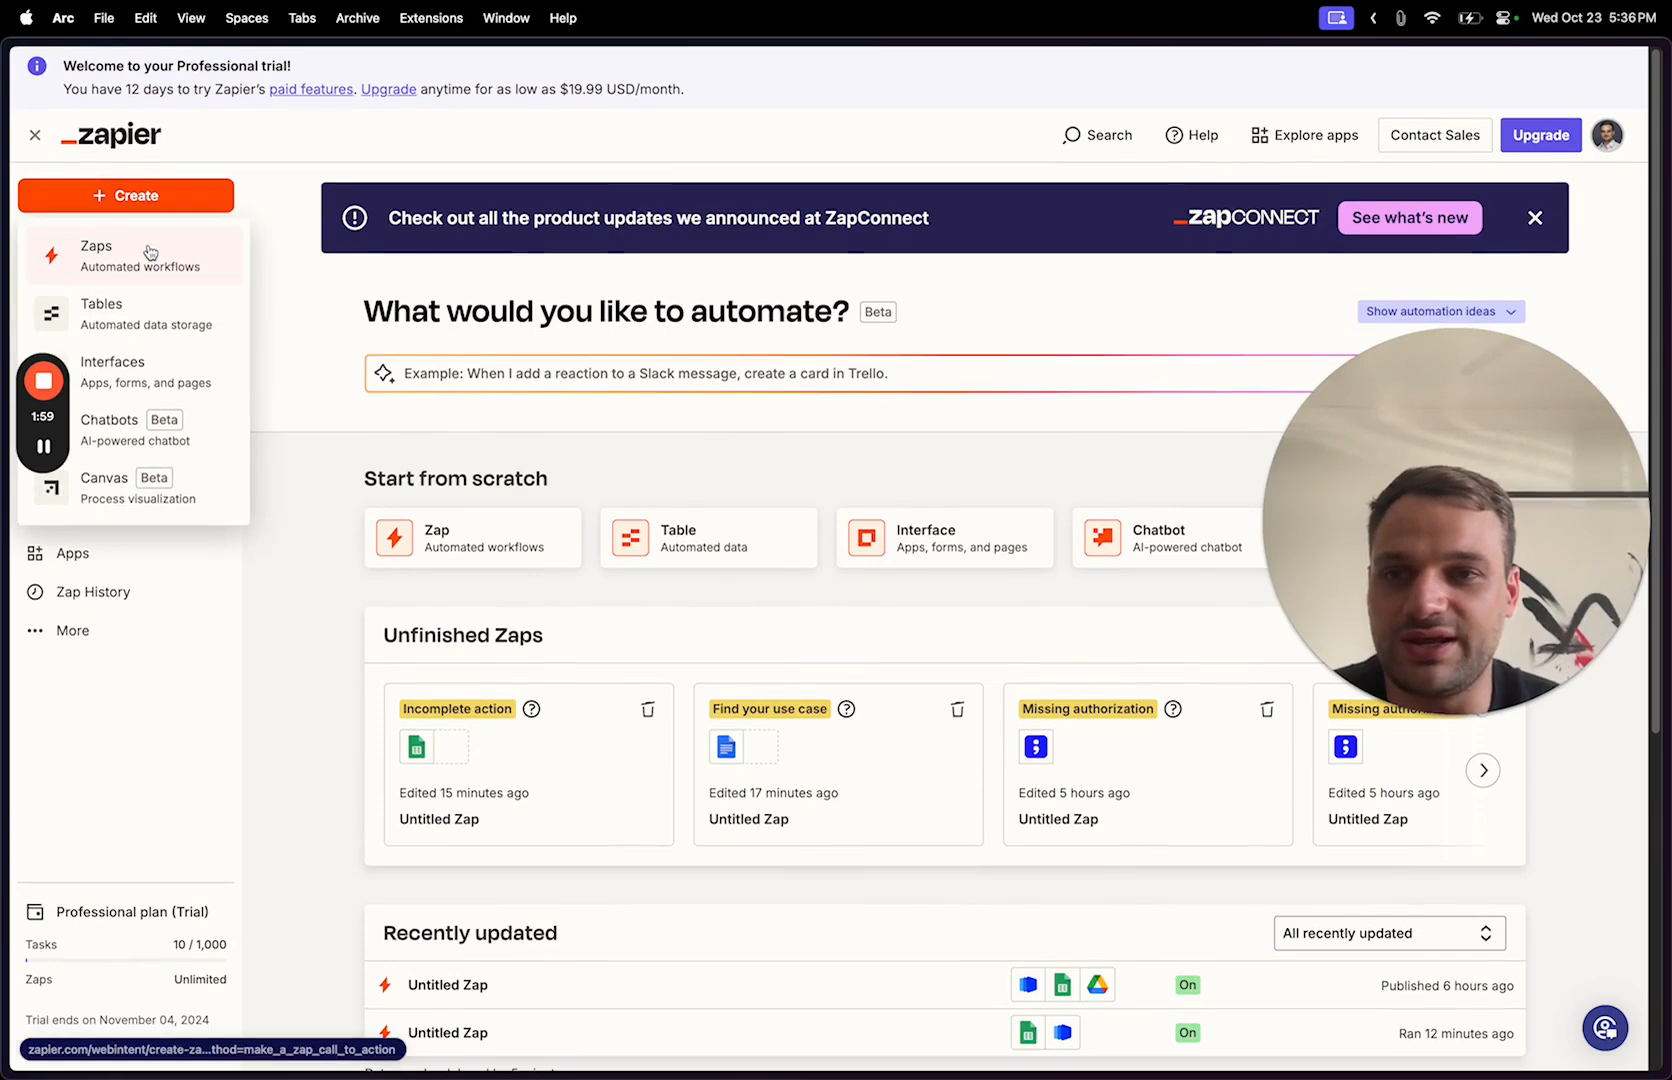 Arc File Edit View Spaces Tabs Archive Extensions Window Help
Wed Oct 23 5:36 PM
Welcome to your Professional trial!
You have 12 days to try Zapier’s paid features. Upgrade anytime for as low as $19.99 USD/month.
zapier
Search
Help
Explore apps
Contact Sales
Upgrade
+ Create
Zaps
Automated workflows
Tables
Automated data storage
Interfaces
Apps, forms, and pages
Chatbots Beta
AI-powered chatbot
Canvas Beta
Process visualization
1:59
Apps
Zap History
More
Professional plan (Trial)
Tasks 10 / 1,000
Zaps Unlimited
Trial ends on November 04, 2024
zapier.com/webintent/create-za...thod=make_a_zap_call_to_action
Check out all the product updates we announced at ZapConnect
zapCONNECT
See what’s new
What would you like to automate? Beta
Show automation ideas
Example: When I add a reaction to a Slack message, create a card in Trello.
Start from scratch
Zap
Automated workflows
Table
Automated data
Interface
Apps, forms, and pages
Chatbot
AI-powered chatbot
Unfinished Zaps
Incomplete action
Edited 15 minutes ago
Untitled Zap
Find your use case
Edited 17 minutes ago
Untitled Zap
Missing authorization
Edited 5 hours ago
Untitled Zap
Missing
Edited 5 hours ago
Untitled Zap
Recently updated
All recently updated
Untitled Zap On Published 6 hours ago
Untitled Zap On Ran 12 minutes ago